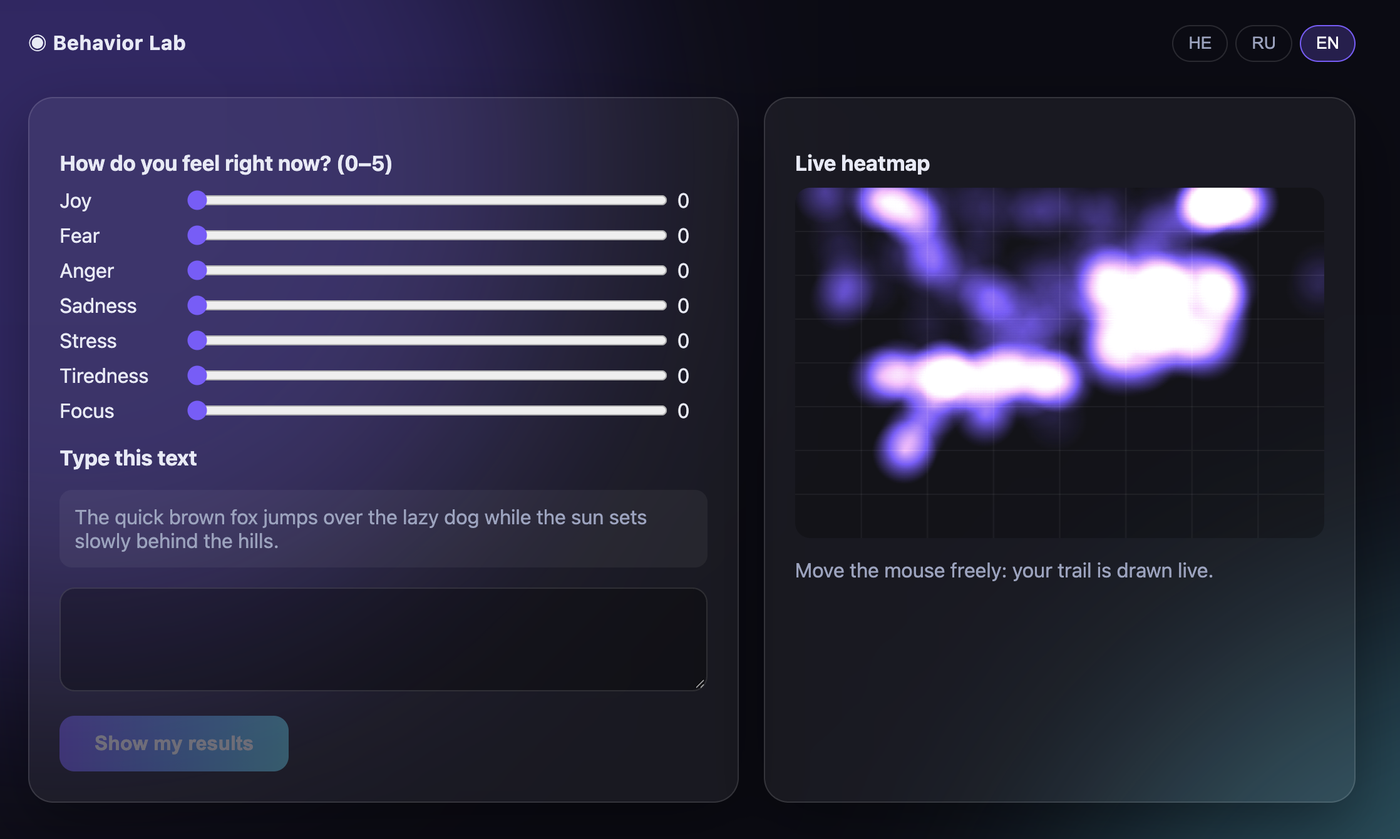 ◉ Behavior Lab
HE RU EN
How do you feel right now? (0–5)
Joy 0
Fear 0
Anger 0
Sadness 0
Stress 0
Tiredness 0
Focus 0
Type this text
The quick brown fox jumps over the lazy dog while the sun sets
slowly behind the hills.
Show my results
Live heatmap
Move the mouse freely: your trail is drawn live.